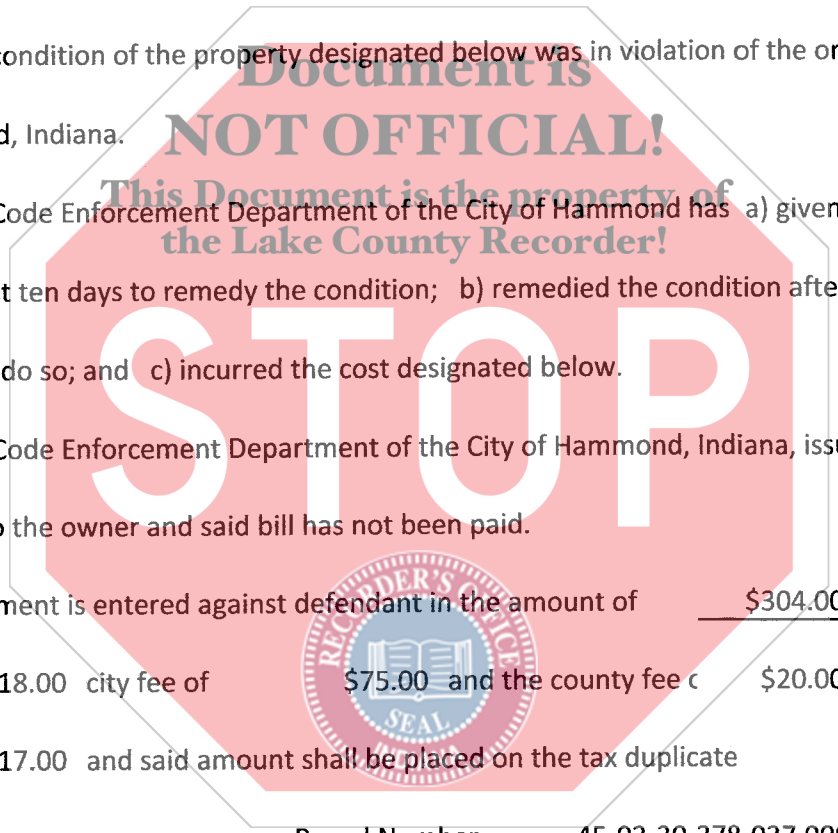 condition of the property designated below was in violation of the or
Document is
d, Indiana.
NOT OFFICIAL!
This Document is the property of
Code Enforcement Department of the City of Hammond has a) given
the Lake County Recorder!
t ten days to remedy the condition; b) remedied the condition afte
STOP
do so; and c) incurred the cost designated below.
Code Enforcement Department of the City of Hammond, Indiana, issu
o the owner and said bill has not been paid.
ment is entered against defendant in the amount of $304.00
RECORDER'S OFFICE
18.00 city fee of $75.00 and the county fee c $20.00
SEAL
INDIANA
17.00 and said amount shall be placed on the tax duplicate